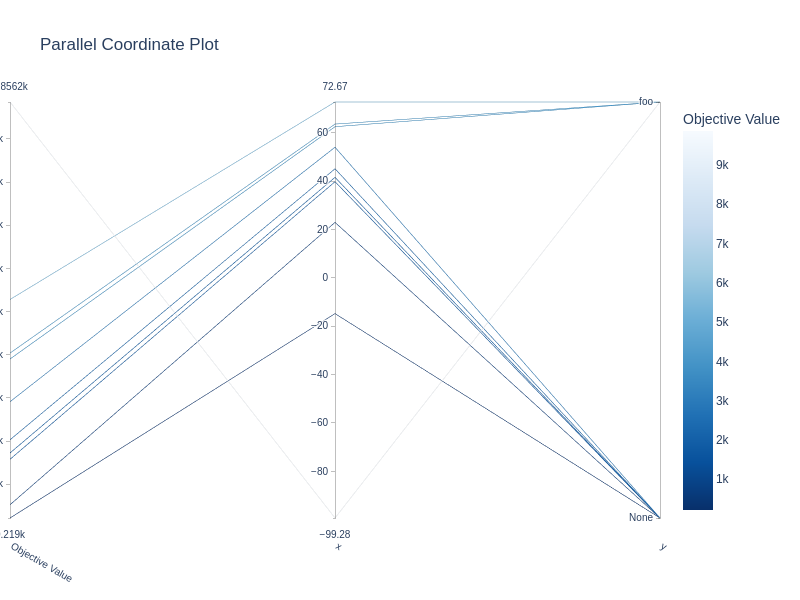 Parallel Coordinate Plot
8562k
72.67
foo
Objective Value
k
60
9k
k
40
8k
k
20
7k
k
0
6k
k
−20
5k
k
−40
4k
k
−60
3k
k
−80
2k
k
1k
None
.219k
−99.28
Objective Value
x
y